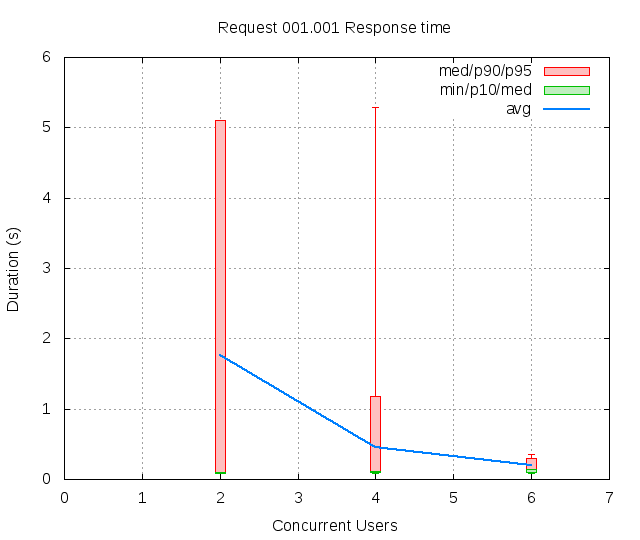 Request 001.001 Response time
med/p90/p95
min/p10/med
avg
6
5
4
3
2
1
0
Duration (s)
0 1 2 3 4 5 6 7
Concurrent Users